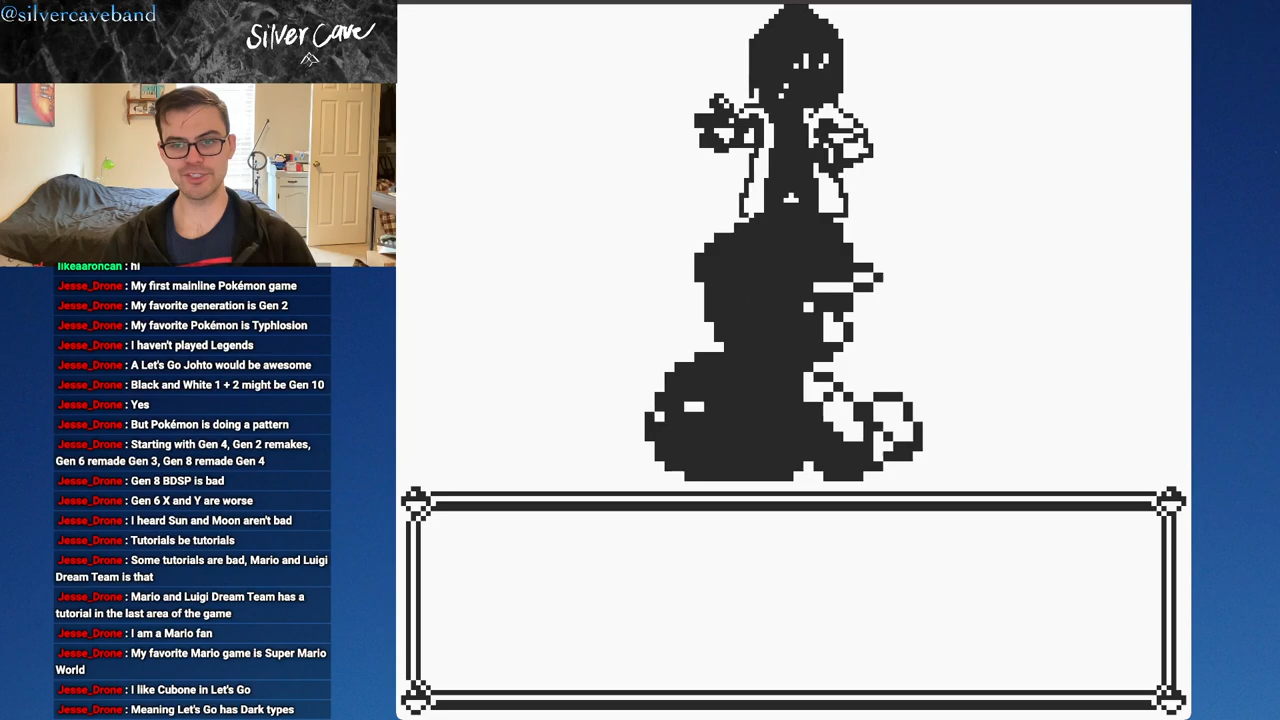 @silvercaveband
Silver Cave
likeaaroncan : hi
Jesse_Drone : My first mainline Pokémon game
Jesse_Drone : My favorite generation is Gen 2
Jesse_Drone : My favorite Pokémon is Typhlosion
Jesse_Drone : I haven't played Legends
Jesse_Drone : A Let's Go Johto would be awesome
Jesse_Drone : Black and White 1 + 2 might be Gen 10
Jesse_Drone : Yes
Jesse_Drone : But Pokémon is doing a pattern
Jesse_Drone : Starting with Gen 4, Gen 2 remakes,
Gen 6 remade Gen 3, Gen 8 remade Gen 4
Jesse_Drone : Gen 8 BDSP is bad
Jesse_Drone : Gen 6 X and Y are worse
Jesse_Drone : I heard Sun and Moon aren't bad
Jesse_Drone : Tutorials be tutorials
Jesse_Drone : Some tutorials are bad, Mario and Luigi
Dream Team is that
Jesse_Drone : Mario and Luigi Dream Team has a
tutorial in the last area of the game
Jesse_Drone : I am a Mario fan
Jesse_Drone : My favorite Mario game is Super Mario
World
Jesse_Drone : I like Cubone in Let's Go
Jesse_Drone : Meaning Let's Go has Dark types